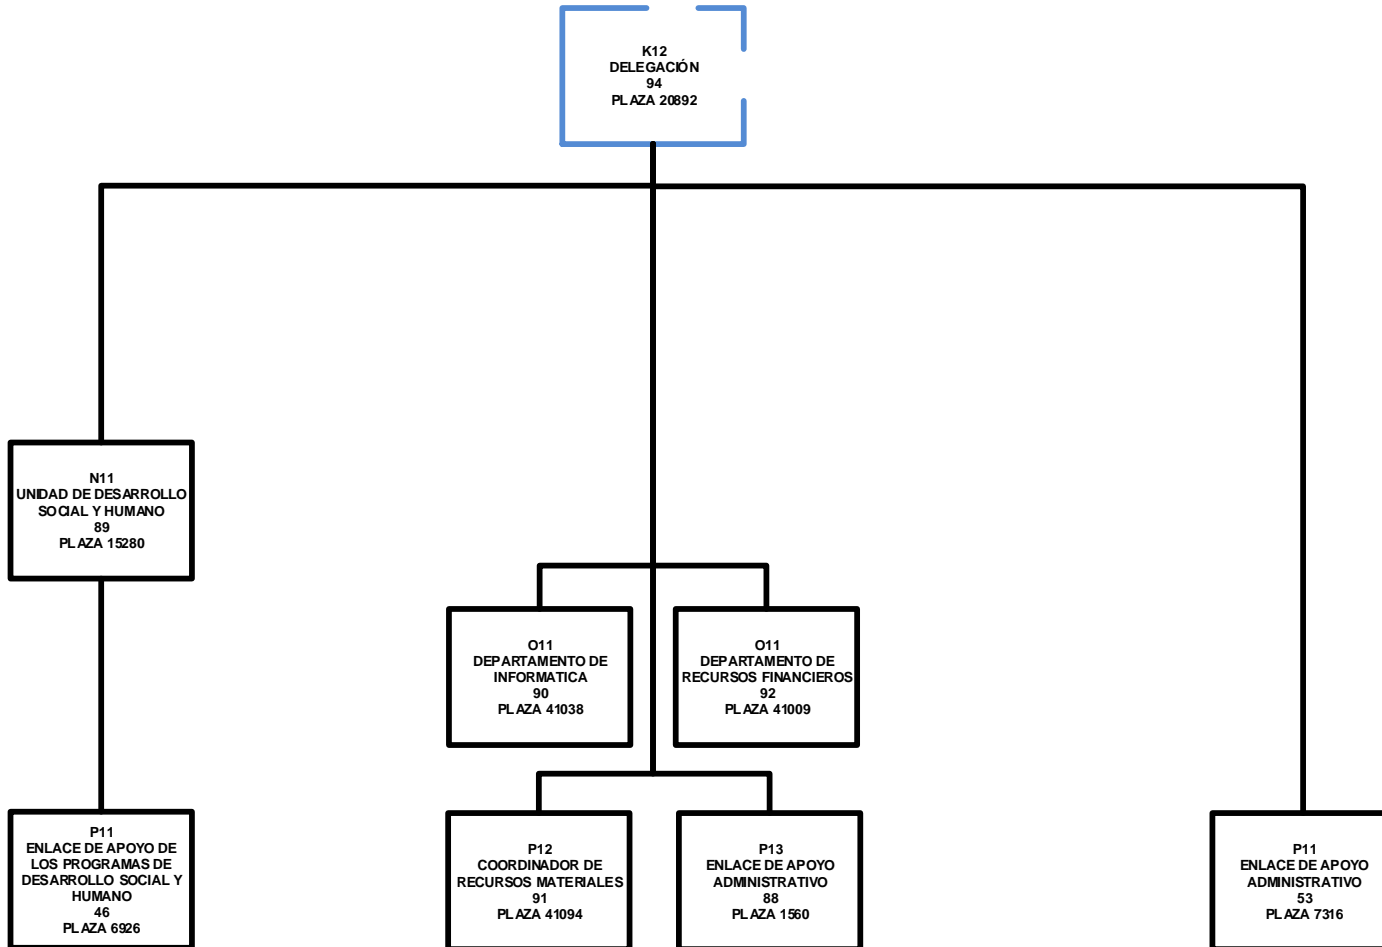 K12
DELEGACIÓN
94
PLAZA 20892
N11
UNIDAD DE DESARROLLO
SOCIAL Y HUMANO
89
PLAZA 15280
O11
DEPARTAMENTO DE
INFORMATICA
90
PLAZA 41038
O11
DEPARTAMENTO DE
RECURSOS FINANCIEROS
92
PLAZA 41009
P11
ENLACE DE APOYO DE
LOS PROGRAMAS DE
DESARROLLO SOCIAL Y
HUMANO
46
PLAZA 6926
P12
COORDINADOR DE
RECURSOS MATERIALES
91
PLAZA 41094
P13
ENLACE DE APOYO
ADMINISTRATIVO
88
PLAZA 1560
P11
ENLACE DE APOYO
ADMINISTRATIVO
53
PLAZA 7316